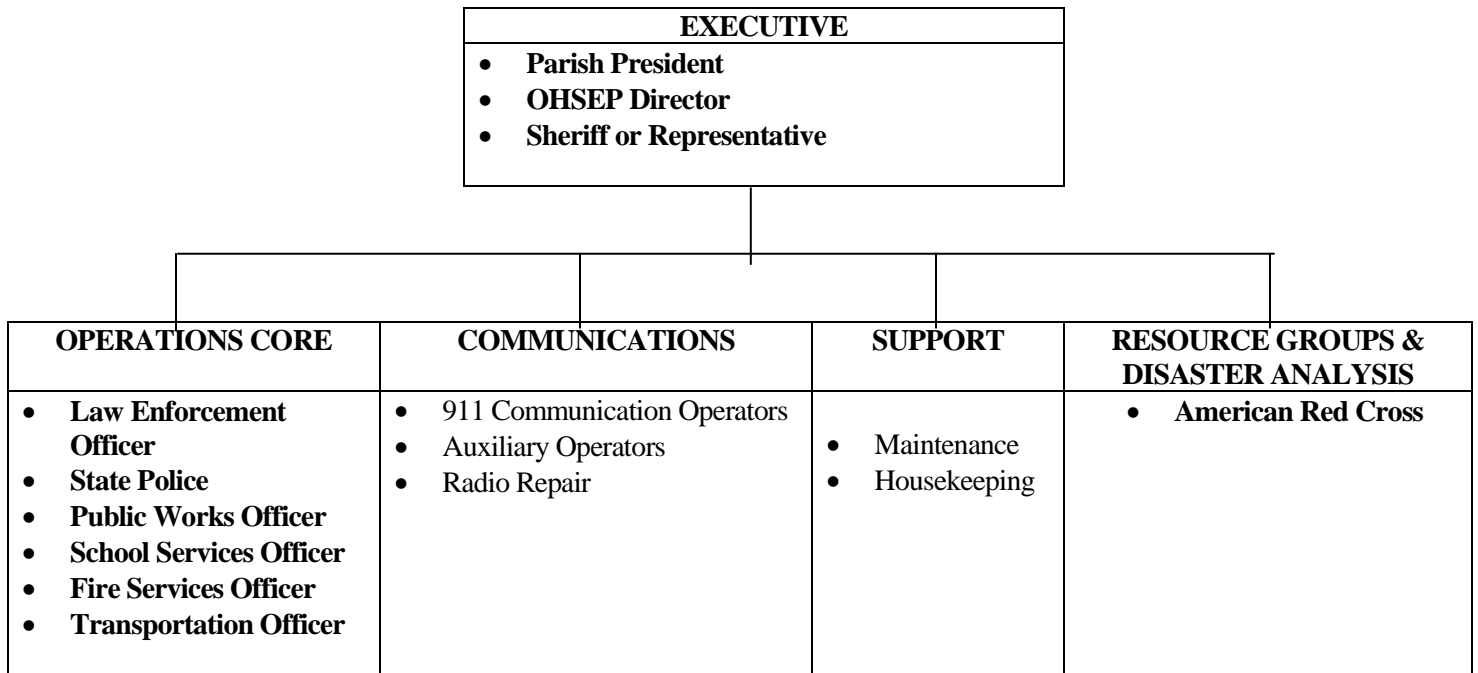 EXECUTIVE
• Parish President
• OHSEP Director
• Sheriff or Representative
OPERATIONS CORE
• Law Enforcement
Officer
• State Police
• Public Works Officer
• School Services Officer
• Fire Services Officer
• Transportation Officer
COMMUNICATIONS
• 911 Communication Operators
• Auxiliary Operators
• Radio Repair
SUPPORT
• Maintenance
• Housekeeping
RESOURCE GROUPS &
DISASTER ANALYSIS
• American Red Cross